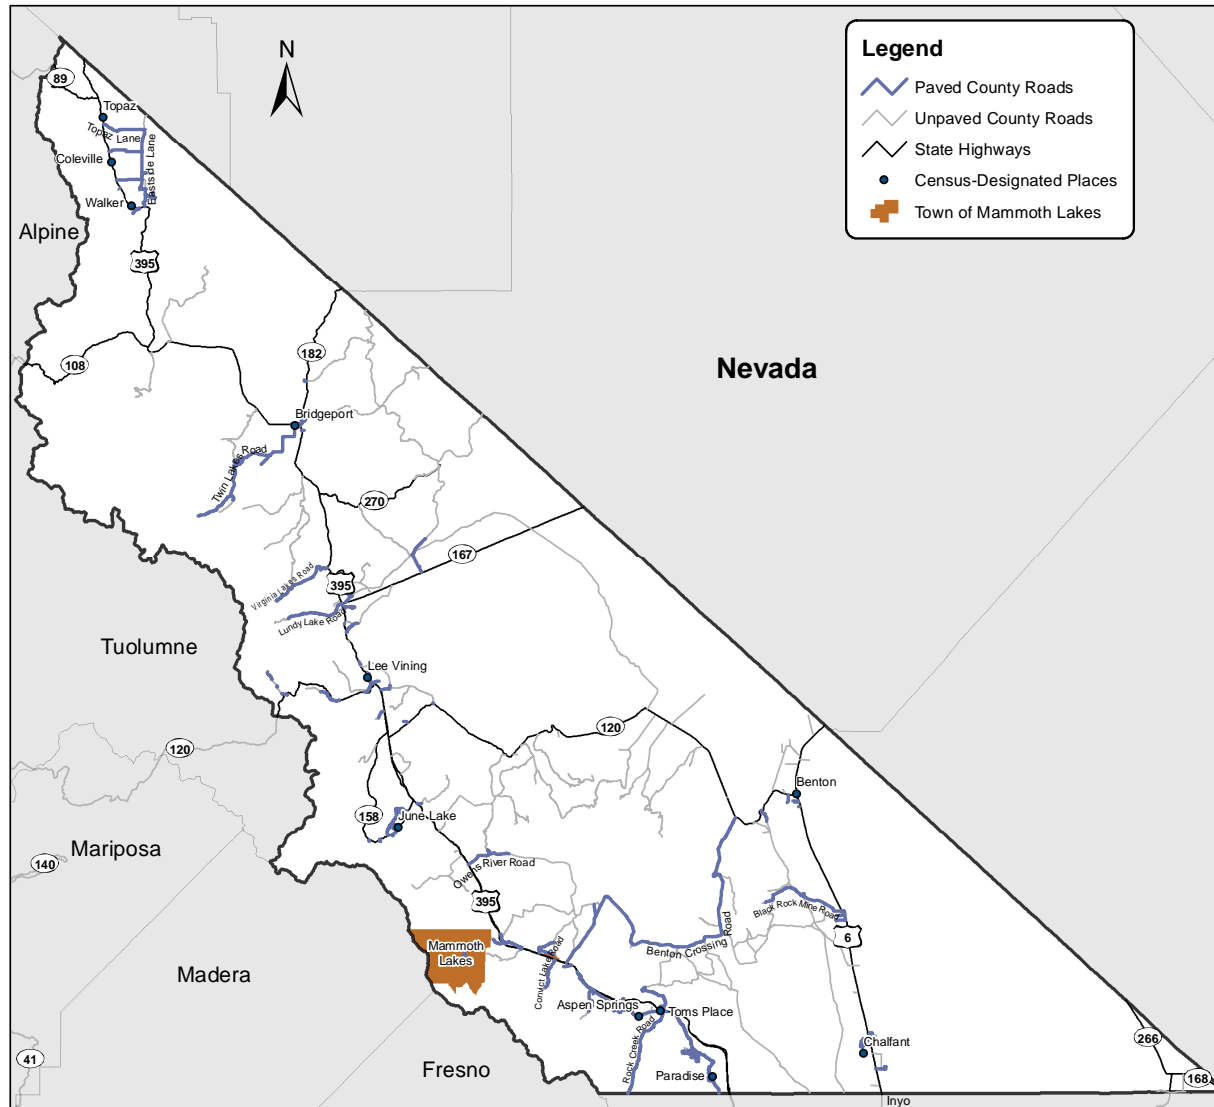 N
Legend
Paved County Roads
Unpaved County Roads
State Highways
Census-Designated Places
Town of Mammoth Lakes
89
Topaz
Topaz Lane
Eastside Lane
Coleville
Walker
Alpine
395
108
182
Nevada
Bridgeport
Twin Lakes Road
270
167
Virginia Lakes Road
395
Lundy Lake Road
Tuolumne
Lee Vining
120
120
Benton
158
June Lake
Mariposa
140
Owens River Road
395
Black Rock Mine Road
6
Mammoth
Lakes
Convict Lake Road
Benton Crossing Road
Madera
Aspen Springs
Toms Place
Rock Creek Road
Chalfant
266
41
Fresno
Paradise
168
Inyo